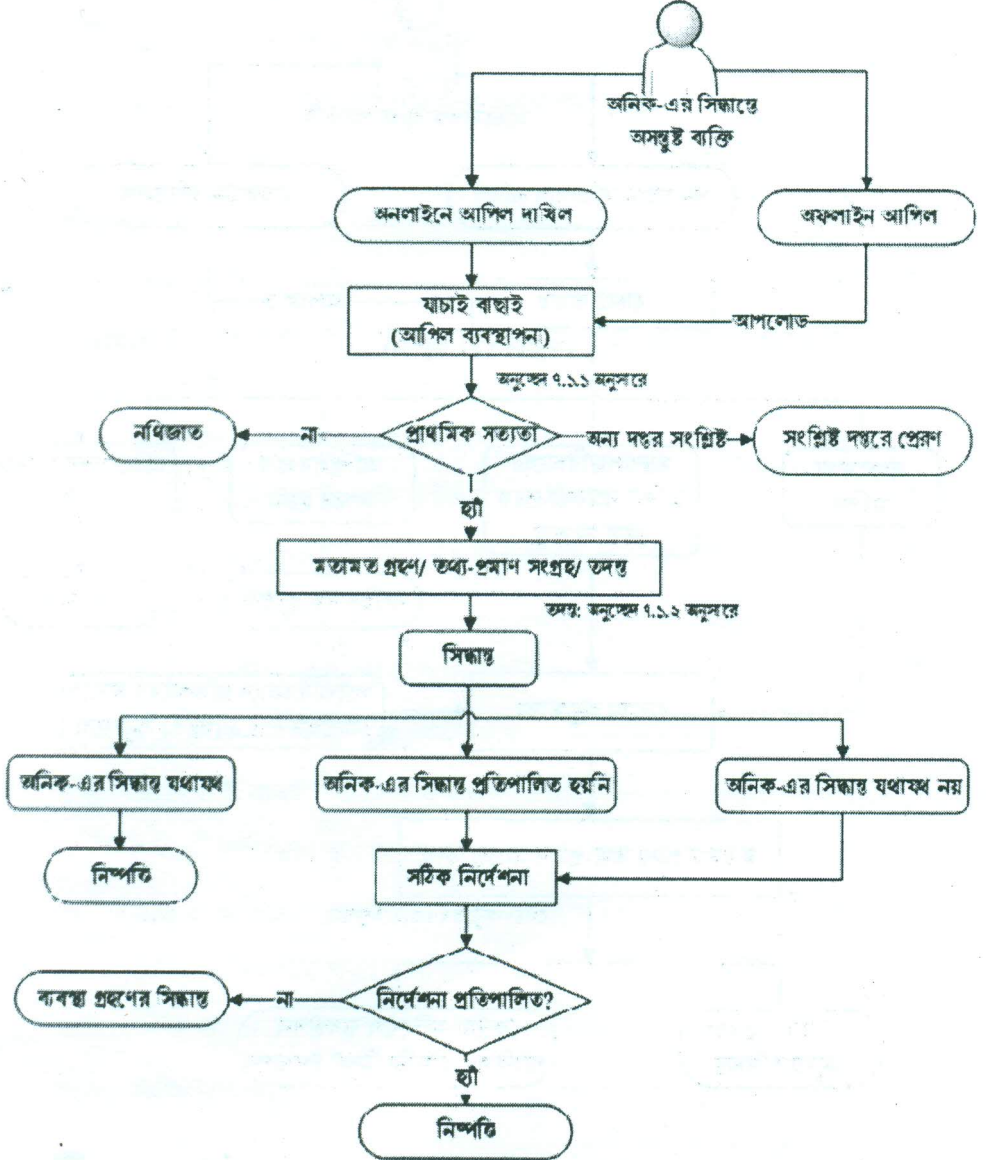 অনিক-এর সিদ্ধান্তে
অসন্তুষ্ট ব্যক্তি
অনলাইনে আপিল দাখিল
অফলাইন আপিল
যাচাই বাছাই
(আপিল ব্যবস্থাপনা)
আপলোড
অনুচ্ছেদ ৭.১.১ অনুসারে
নথিজাত
না
প্রাথমিক সত্যতা
অন্য দপ্তর সংশ্লিষ্ট
সংশ্লিষ্ট দপ্তরে প্রেরণ
হ্যাঁ
মতামত গ্রহণ/ তথ্য-প্রমাণ সংগ্রহ/ তদন্ত
তদন্ত: অনুচ্ছেদ ৭.১.২ অনুসারে
সিদ্ধান্ত
অনিক-এর সিদ্ধান্ত যথাযথ
অনিক-এর সিদ্ধান্ত প্রতিপালিত হয়নি
অনিক-এর সিদ্ধান্ত যথাযথ নয়
নিষ্পত্তি
সঠিক নির্দেশনা
ব্যবস্থা গ্রহণের সিদ্ধান্ত
না
নির্দেশনা প্রতিপালিত?
হ্যাঁ
নিষ্পত্তি